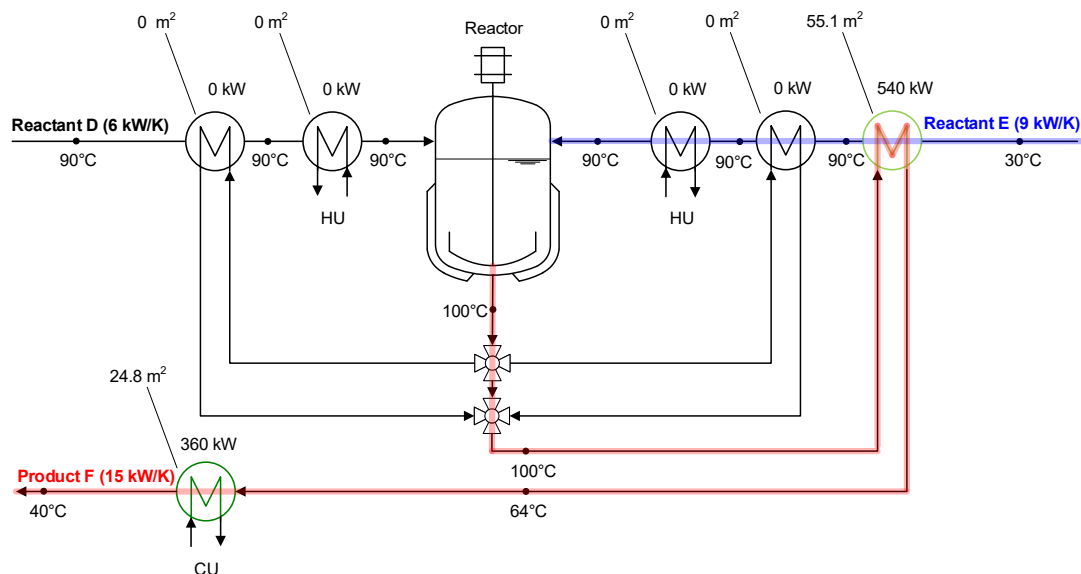 0 m²
0 m²
Reactor
0 m²
0 m²
55.1 m²
0 kW
0 kW
0 kW
0 kW
540 kW
Reactant D (6 kW/K)
Reactant E (9 kW/K)
90°C
90°C
90°C
90°C
90°C
90°C
30°C
HU
HU
100°C
24.8 m²
360 kW
Product F (15 kW/K)
100°C
40°C
64°C
CU